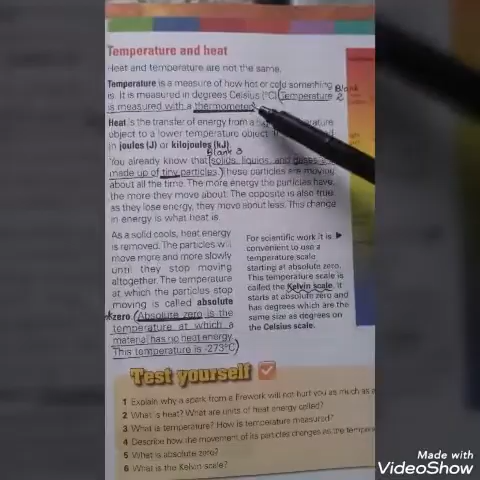 Temperature and heat
Heat and temperature are not the same.
Temperature is a measure of how hot or cold something Blank
is. It is measured in degrees Celsius (°C) (Temperature 2
is measured with a thermometer
Heat is the transfer of energy from a
object to a lower temperature object
in joules (J) or kilojoules (kJ).
Blank 3
You already know that (solids, liquids, and gases are
made up of tiny particles.) These particles are moving
about all the time. The more energy the particles have,
the more they move about. The opposite is also true
as they lose energy, they move about less. This change
in energy is what heat is.
As a solid cools, heat energy
is removed. The particles will
move more and more slowly
until they stop moving
altogether. The temperature
at which the particles stop
moving is called absolute
zero. (Absolute zero is the
temperature at which a
material has no heat energy.
This temperature is -273°C)
For scientific work it is
convenient to use a
temperature scale
starting at absolute zero.
This temperature scale is
called the Kelvin scale. It
starts at absolute zero and
has degrees which are the
same size as degrees on
the Celsius scale.
Test yourself
1 Explain why a spark from a firework will not hurt you as much as
2 What is heat? What are units of heat energy called?
3 What is temperature? How is temperature measured?
4 Describe how the movement of its particles changes as the
5 What is absolute zero?
6 What is the Kelvin scale?
Made with
VideoShow